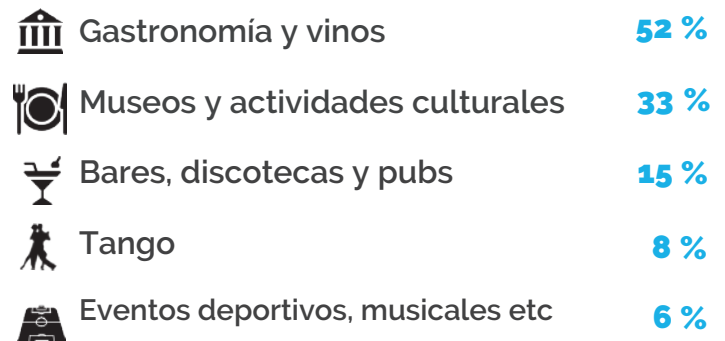 Gastronomía y vinos 52 %
Museos y actividades culturales 33 %
Bares, discotecas y pubs 15 %
Tango 8 %
Eventos deportivos, musicales etc 6 %